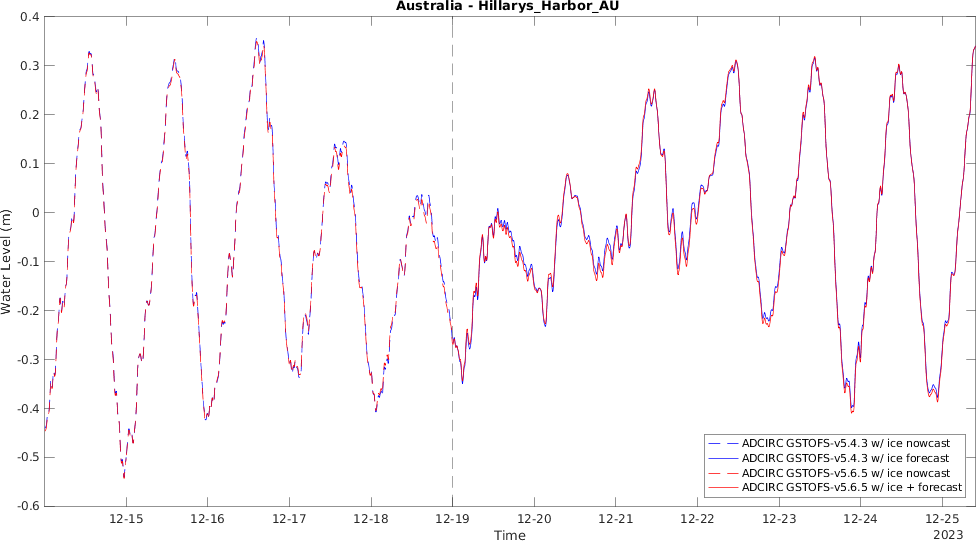 Australia - Hillarys_Harbor_AU
0.4
0.3
0.2
0.1
0
-0.1
-0.2
-0.3
-0.4
-0.5
-0.6
Water Level (m)
ADCIRC GSTOFS-v5.4.3 w/ ice nowcast
ADCIRC GSTOFS-v5.4.3 w/ ice forecast
ADCIRC GSTOFS-v5.6.5 w/ ice nowcast
ADCIRC GSTOFS-v5.6.5 w/ ice + forecast
12-15 12-16 12-17 12-18 12-19 12-20 12-21 12-22 12-23 12-24 12-25
2023
Time